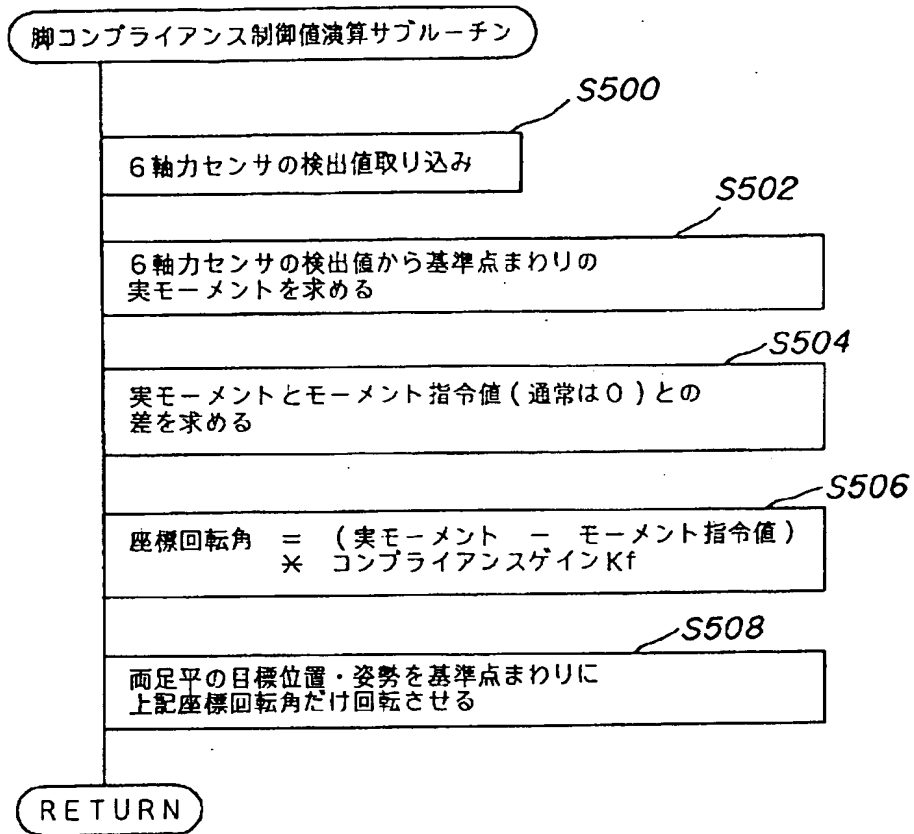 脚コンプライアンス制御値演算サブルーチン
S500
6軸力センサの検出値取り込み
S502
6軸力センサの検出値から基準点まわりの
実モーメントを求める
S504
実モーメントとモーメント指令値(通常は0)との
差を求める
S506
座標回転角 = (実モーメント - モーメント指令値)
* コンプライアンスゲインKf
S508
両足平の目標位置・姿勢を基準点まわりに
上記座標回転角だけ回転させる
RETURN